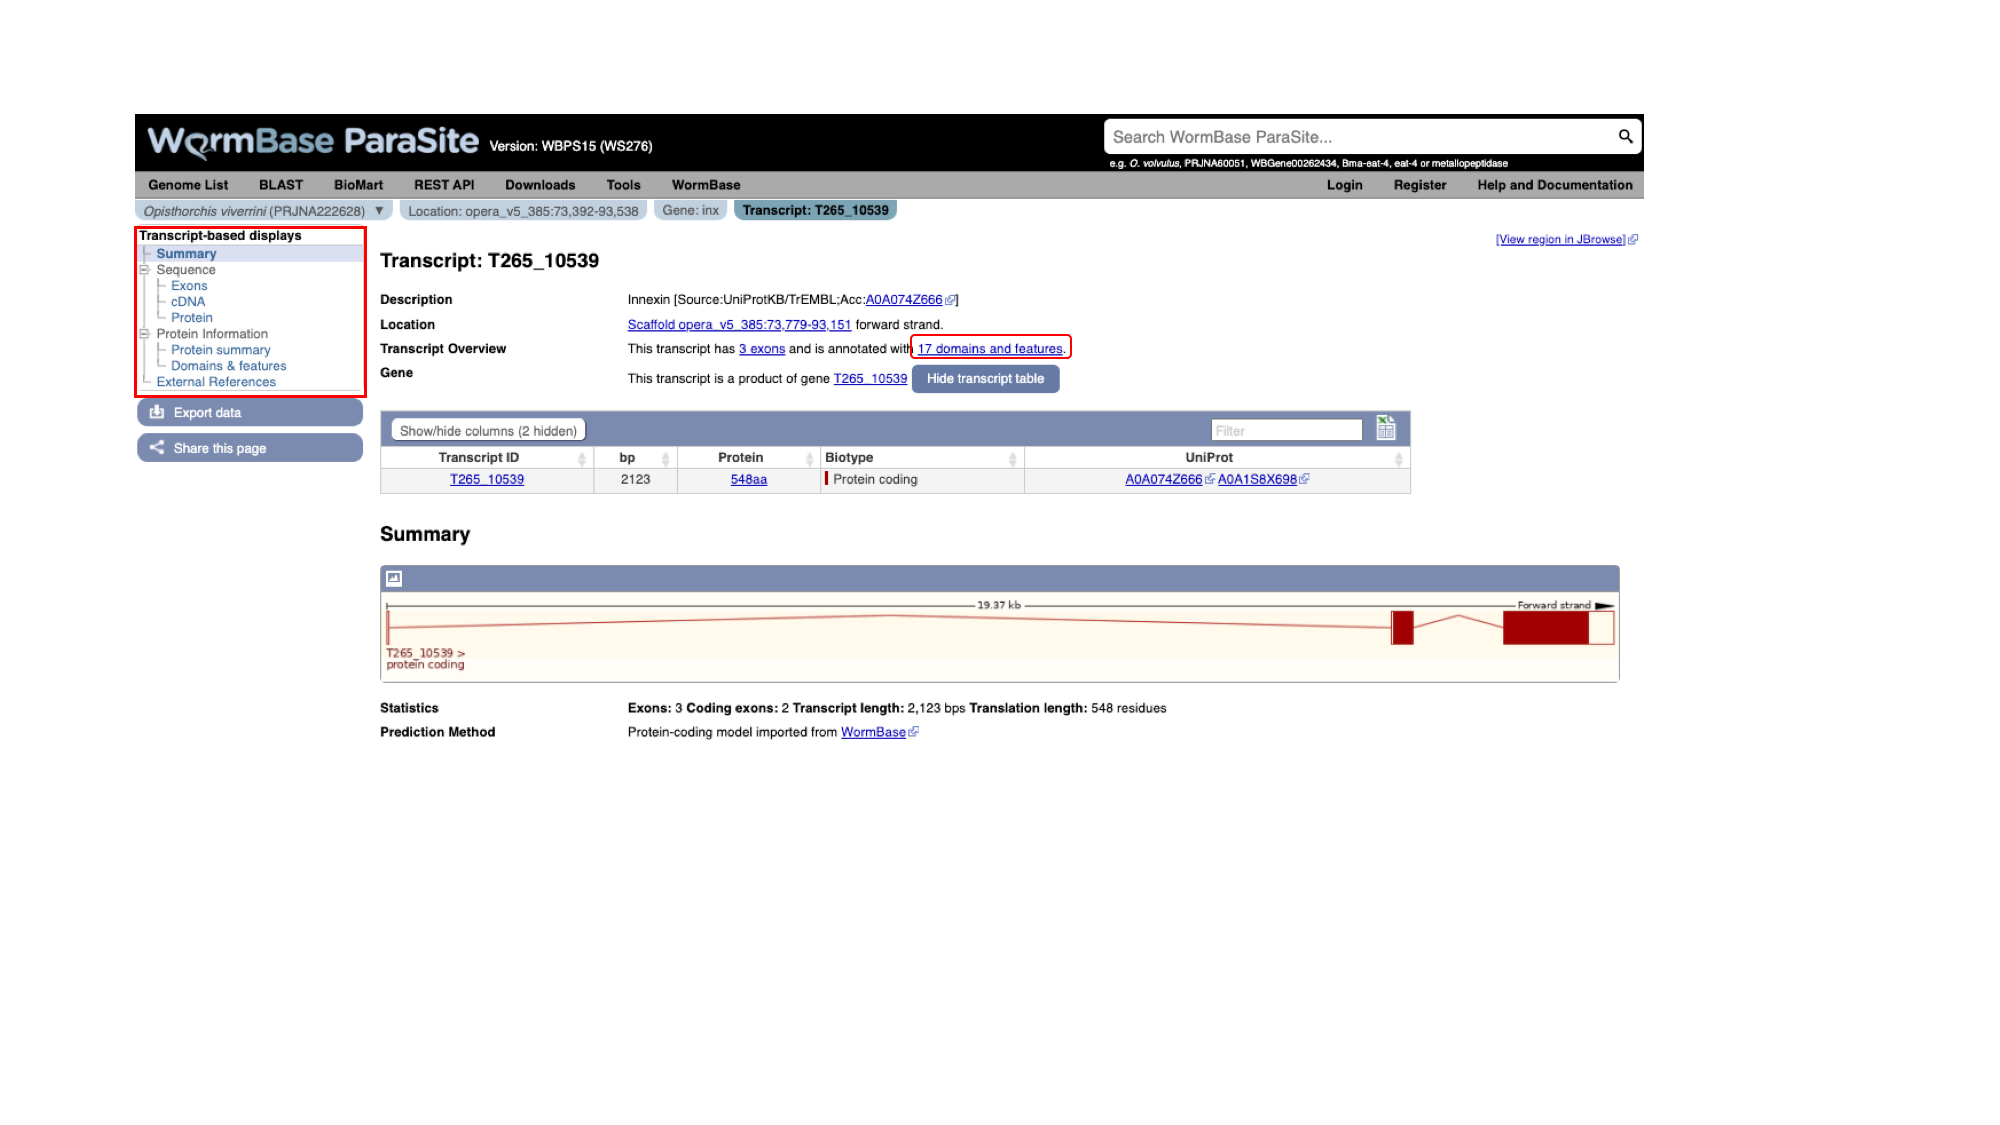 WormBase ParaSite Version: WBPS15 (WS276)
Search WormBase ParaSite...
e.g. O. volvulus, PRJNA60051, WBGene00262434, Bma-eat-4, eat-4 or metallopeptidase
Genome List BLAST BioMart REST API Downloads Tools WormBase Login Register Help and Documentation
Opisthorchis viverrini (PRJNA222628) ▼ Location: opera_v5_385:73,392-93,538 Gene: inx Transcript: T265_10539
Transcript-based displays
Summary
Sequence
Exons
cDNA
Protein
Protein Information
Protein summary
Domains & features
External References
Export data
Share this page
[View region in JBrowse]
Transcript: T265_10539
Description Innexin [Source:UniProtKB/TrEMBL;Acc:A0A074Z666]
Location Scaffold opera_v5_385:73,779-93,151 forward strand.
Transcript Overview This transcript has 3 exons and is annotated with 17 domains and features.
Gene This transcript is a product of gene T265_10539 Hide transcript table
Show/hide columns (2 hidden) Filter
Transcript ID bp Protein Biotype UniProt
T265_10539 2123 548aa Protein coding A0A074Z666 A0A1S8X698
Summary
19.37 kb Forward strand
T265_10539 >
protein coding
Statistics Exons: 3 Coding exons: 2 Transcript length: 2,123 bps Translation length: 548 residues
Prediction Method Protein-coding model imported from WormBase